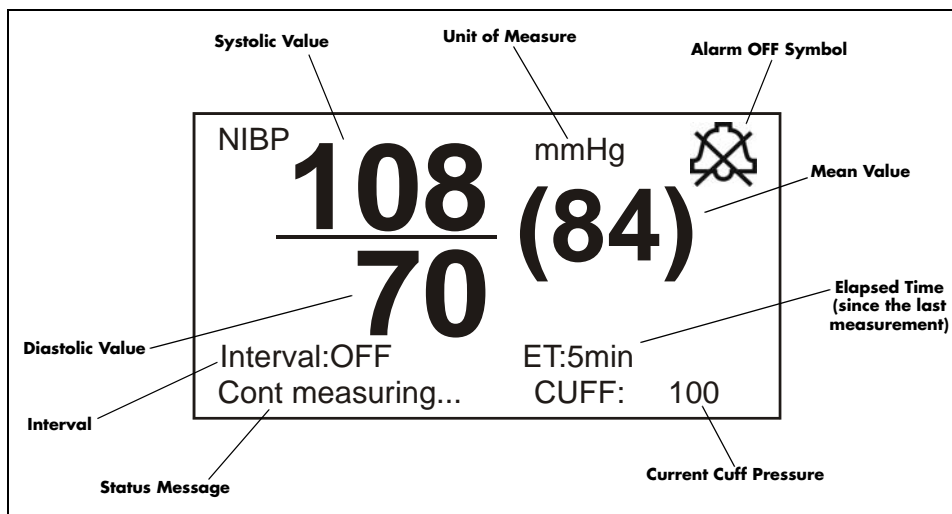 Systolic Value
Unit of Measure
Alarm OFF Symbol
NIBP
108
mmHg
Mean Value
(84)
70
Elapsed Time
(since the last
measurement)
Diastolic Value
Interval:OFF
ET:5min
Cont measuring...
CUFF: 100
Interval
Current Cuff Pressure
Status Message